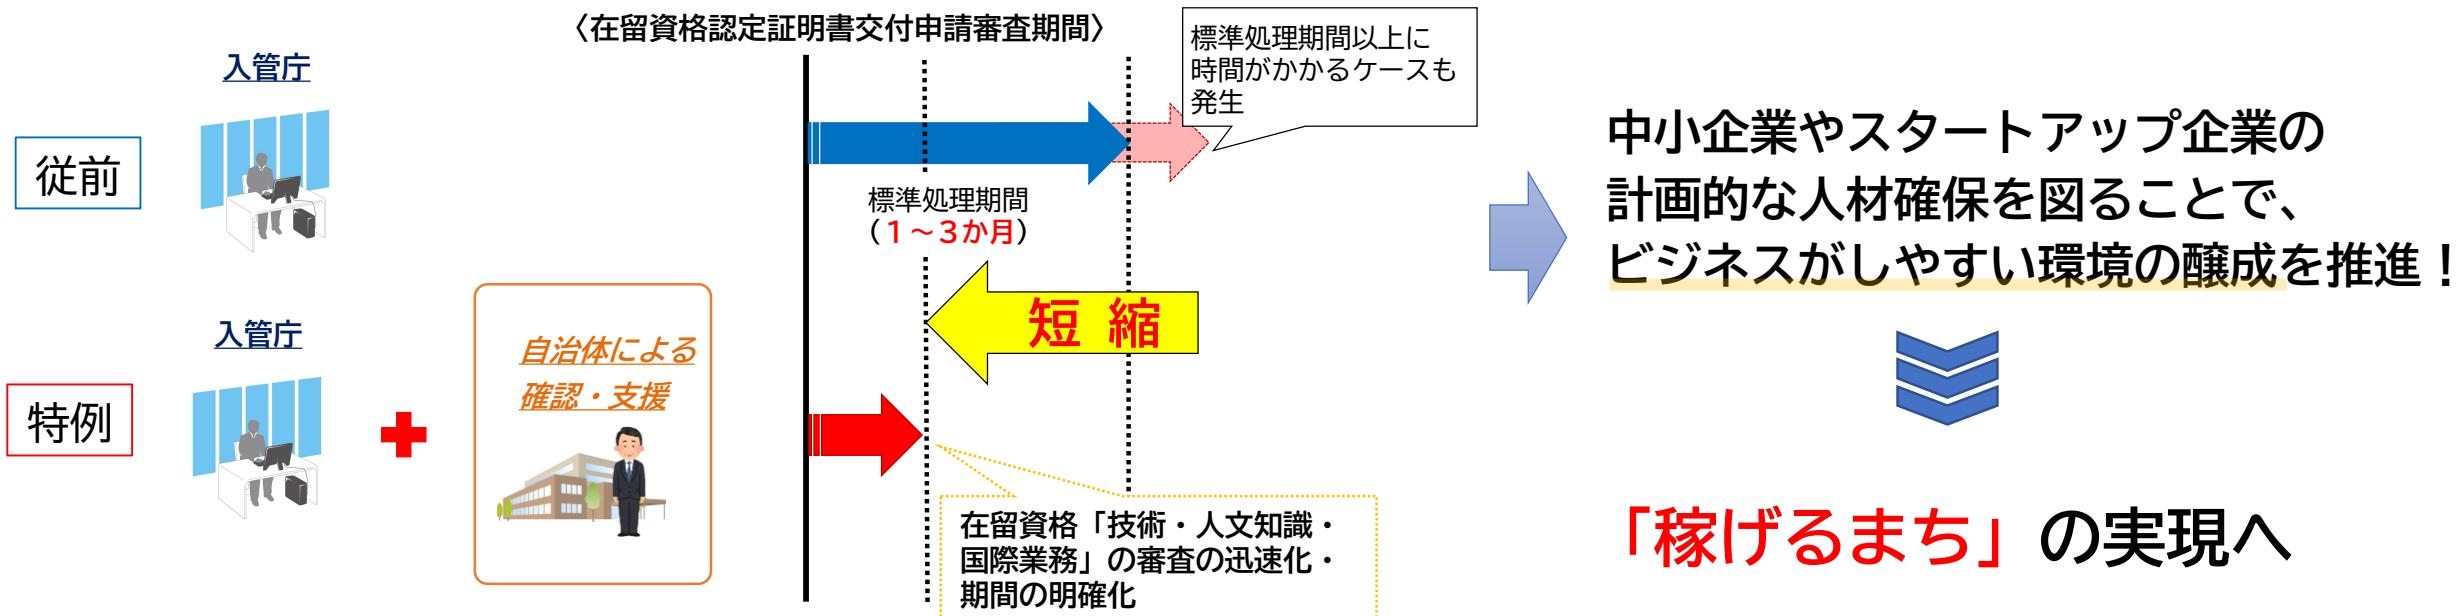 〈在留資格認定証明書交付申請審査期間〉
標準処理期間以上に
時間がかかるケースも
発生
入管庁
従前
標準処理期間
（１～３か月）
短 縮
入管庁
特例
自治体による
確認・支援
在留資格「技術・人文知識・
国際業務」の審査の迅速化・
期間の明確化
中小企業やスタートアップ企業の
計画的な人材確保を図ることで、
ビジネスがしやすい環境の醸成を推進！
「稼げるまち」の実現へ